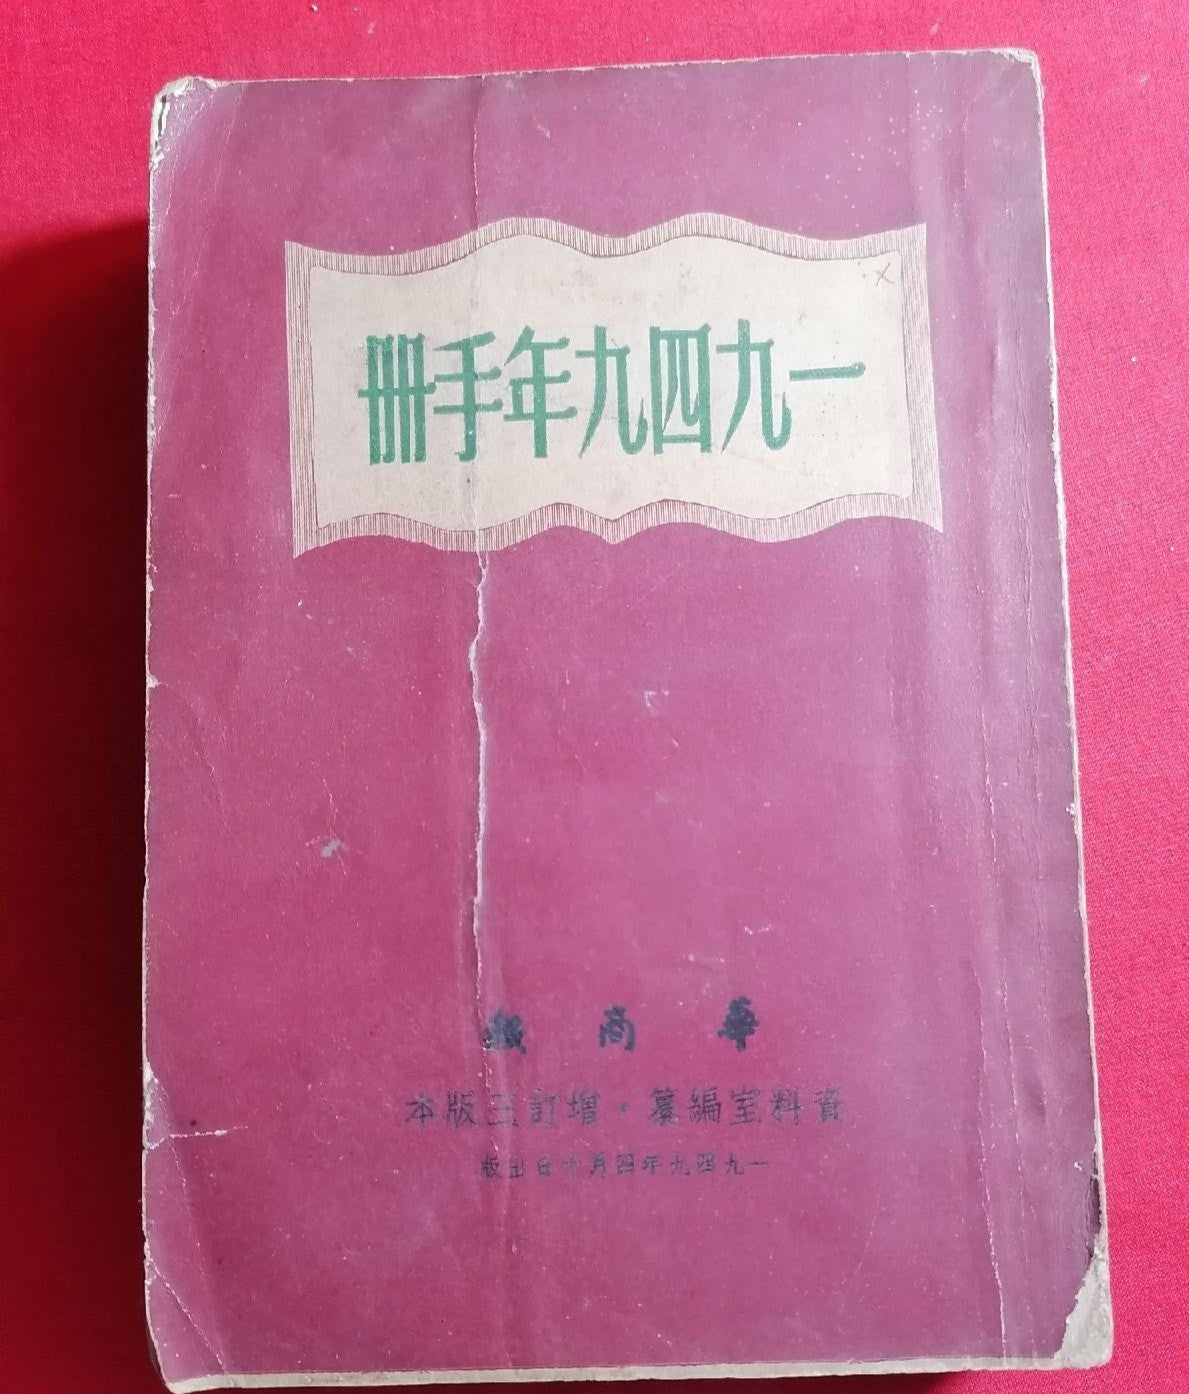 一九四九年手冊
華商報
資料室編纂・增訂三版本
一九四九年四月十日出版